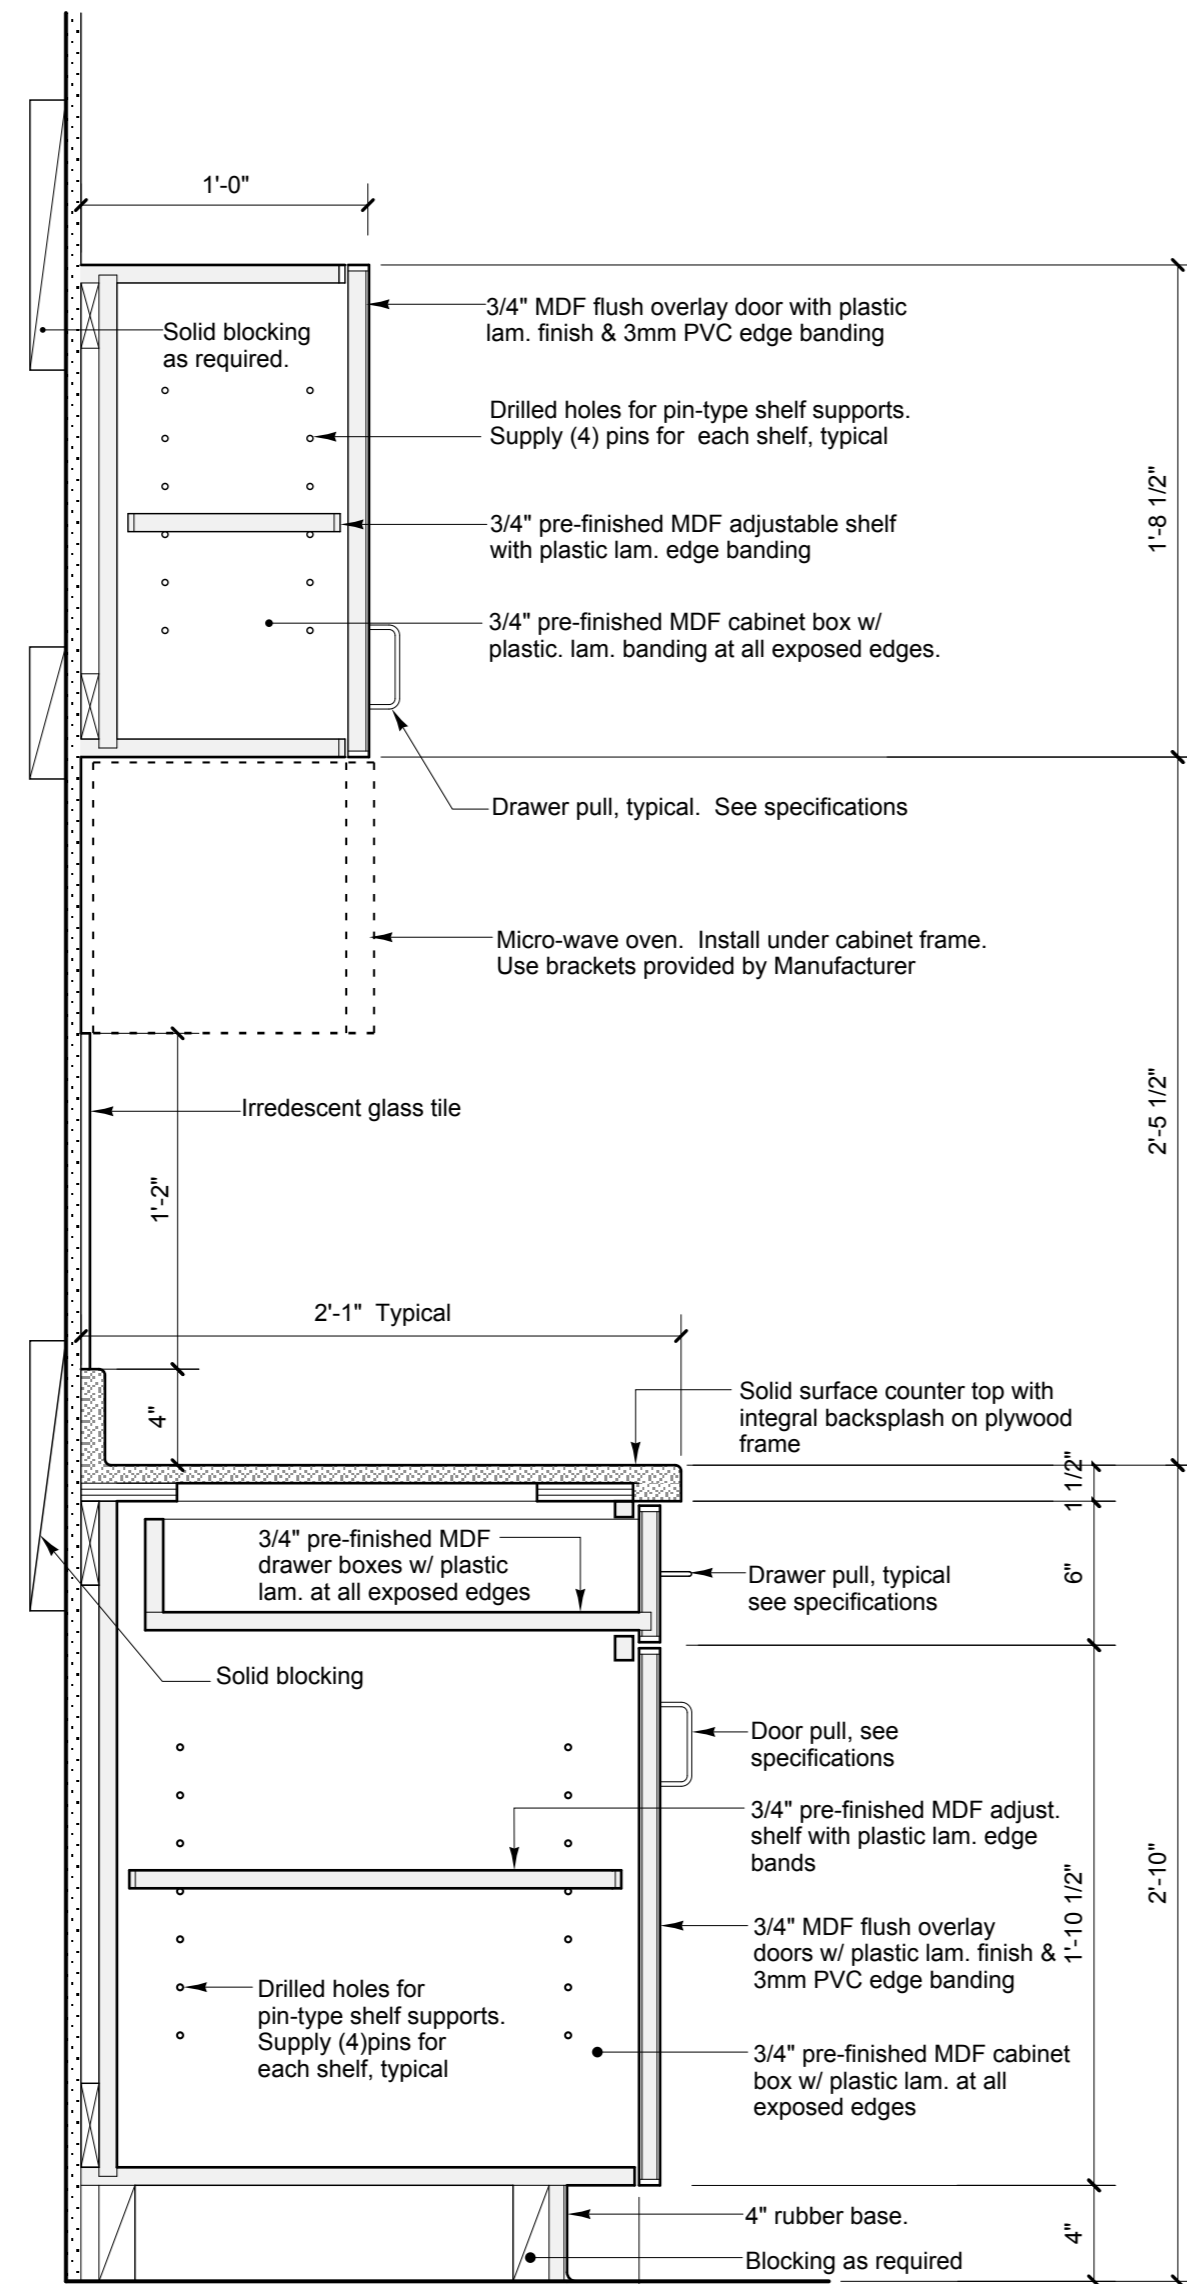 1'-0"
3/4" MDF flush overlay door with plastic
lam. finish & 3mm PVC edge banding
Solid blocking
as required.
Drilled holes for pin-type shelf supports.
Supply (4) pins for each shelf, typical
1'-8 1/2"
3/4" pre-finished MDF adjustable shelf
with plastic lam. edge banding
3/4" pre-finished MDF cabinet box w/
plastic. lam. banding at all exposed edges.
Drawer pull, typical. See specifications
Micro-wave oven. Install under cabinet frame.
Use brackets provided by Manufacturer
Irredescent glass tile
2'-5 1/2"
1'-2"
2'-1" Typical
Solid surface counter top with
integral backsplash on plywood
frame
4"
1 1/2"
3/4" pre-finished MDF
drawer boxes w/ plastic
lam. at all exposed edges
Drawer pull, typical
see specifications
6"
Solid blocking
Door pull, see
specifications
3/4" pre-finished MDF adjust.
shelf with plastic lam. edge
bands
1'-10 1/2"
2'-10"
3/4" MDF flush overlay
doors w/ plastic lam. finish &
3mm PVC edge banding
Drilled holes for
pin-type shelf supports.
Supply (4)pins for
each shelf, typical
3/4" pre-finished MDF cabinet
box w/ plastic lam. at all
exposed edges
4" rubber base.
4"
Blocking as required